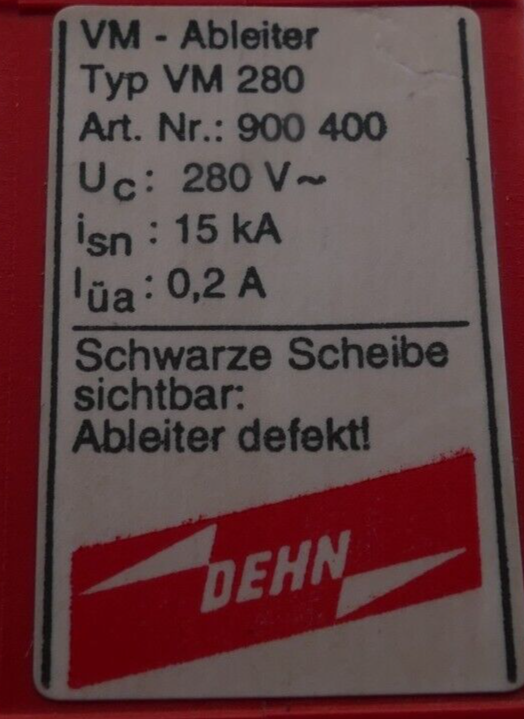 VM - Ableiter
Typ VM 280
Art. Nr.: 900 400
Uc: 280 V~
isn : 15 kA
Iüa : 0,2 A
Schwarze Scheibe
sichtbar:
Ableiter defekt!
DEHN